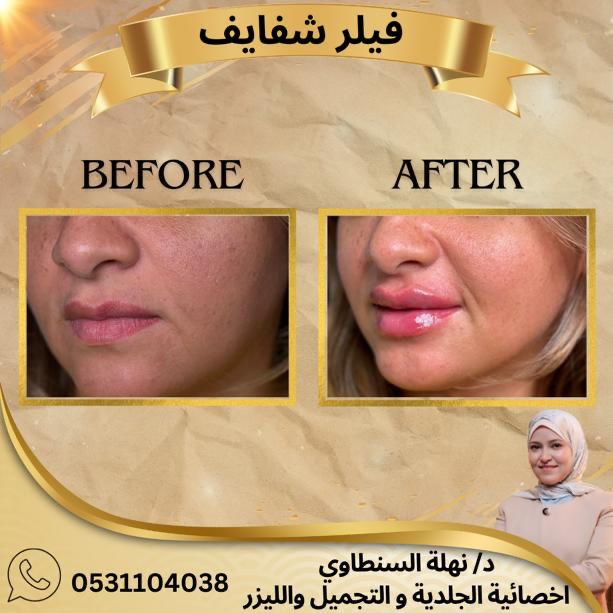 فيلر شفايف
BEFORE
AFTER
د/ نهلة السنطاوي
اخصائية الجلدية و التجميل والليزر
0531104038